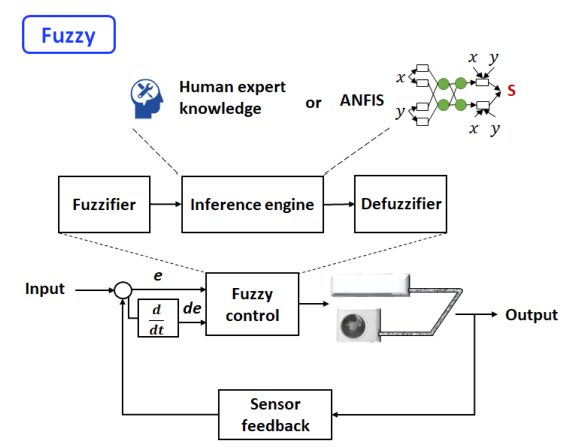 Fuzzy
Human expert
knowledge
or
ANFIS
x
y
x y
x y
S
Fuzzifier
Inference engine
Defuzzifier
Input
e
d
dt
de
Fuzzy
control
Output
Sensor
feedback